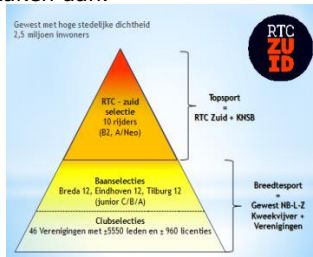 Gewest met hoge stedelijke dichtheid
2,5 miljoen inwoners
RTC
ZUID
RTC - zuid
selectie
10 rijders
(B2, A/Neo)
Topsport
=
RTC Zuid + KNSB
Baanselecties
Breda 12, Eindhoven 12, Tilburg 12
(junior C/B/A)
Clubselecties
46 Verenigingen met ±5550 leden en ± 960 licenties
Breedtesport
=
Gewest NB-L-Z
Kweekvijver +
Verenigingen